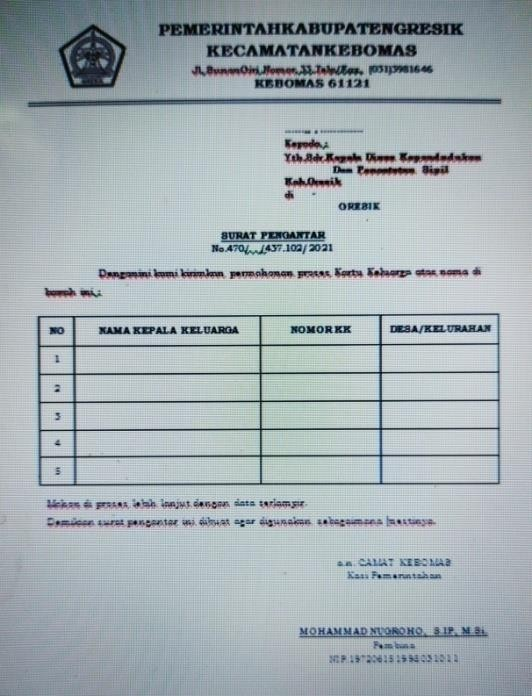 PEMERINTAHKABUPATENGRESIK
KECAMATANKEBOMAS
Jl.SunanGiri,Nomor,33,Telp/Fax, (031)3981646
KEBOMAS 61121
Kepada,:
Yth.Sdr.Kepala Dinas Kependudukan
Dan Pencatatan Sipil
Kab.Gresik
di
GRESIK
SURAT PENGANTAR
No.470/.../437.102/2021
Denganini kami kirimkan permohonan proses Kartu Keluarga atas nama di
bawah ini,:
NO NAMA KEPALA KELUARGA NOMOR KK DESA/KELURAHAN
1
2
3
4
5
Mohon di proses lebih lanjut dengan data terlampir.
Demikian surat pengantar ini dibuat agar digunakan sebagaimana mestinya.
a.n. CAMAT KEBOMAS
Kasi Pemerintahan
MOHAMMAD NUGROHO, S.IP, M.Si.
Pembina
NIP.19720615 199803 1011